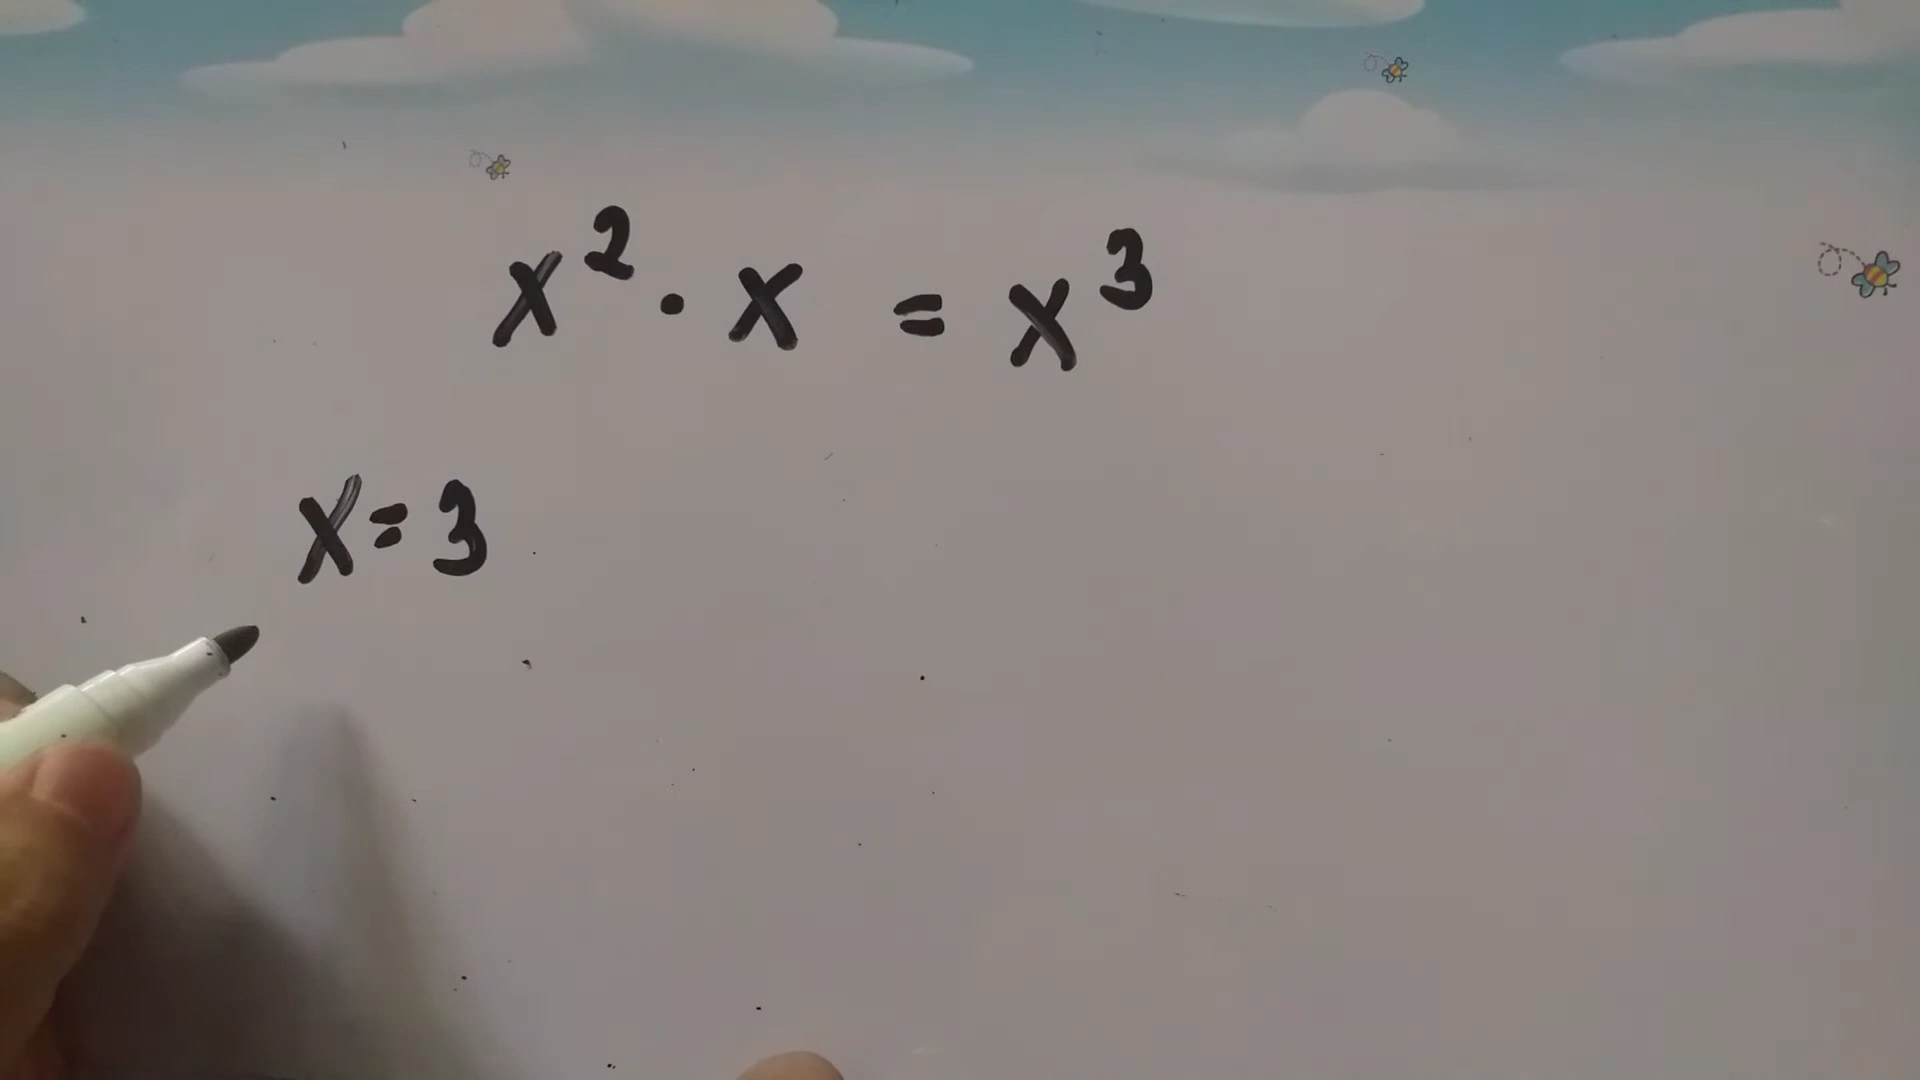 x² · x = x³
x = 3